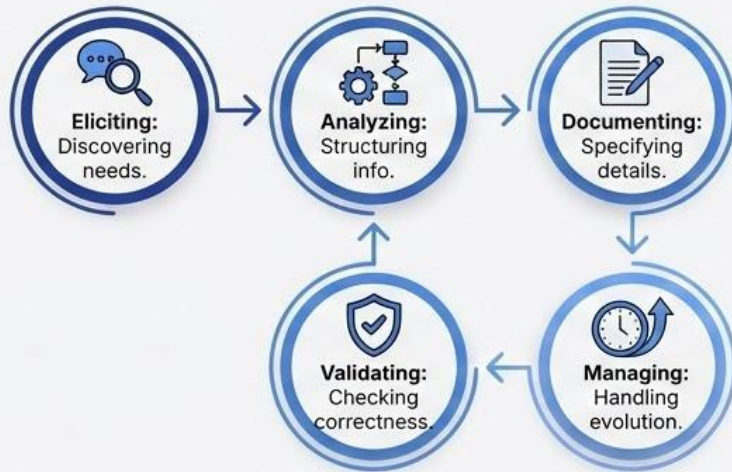 Eliciting:
Discovering
needs.
Analyzing:
Structuring
info.
Documenting:
Specifying
details.
Validating:
Checking
correctness.
Managing:
Handling
evolution.